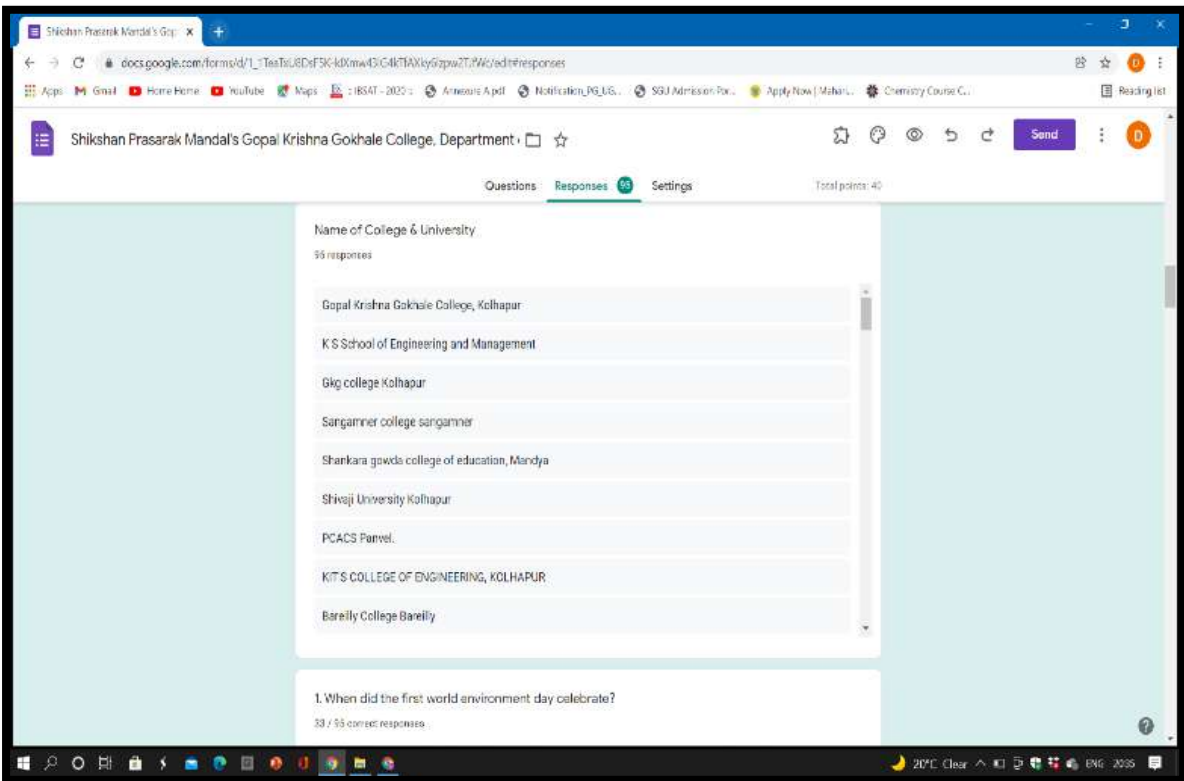 Shikshan Prasarak Mandal's Gop
docs.google.com/forms/d/
Apps Gmail Home Home YouTube Maps : IBSAT - 2020 : Annexure A.pdf Notification_PG_UG... SGU Admission Por... Apply Now | Mahar... Chemistry Course C... Reading list
Shikshan Prasarak Mandal's Gopal Krishna Gokhale College, Department Send D
Questions Responses 95 Settings Total points: 40
Name of College & University
95 responses
Gopal Krishna Gokhale College, Kolhapur
K S School of Engineering and Management
Gkg college Kolhapur
Sangamner college sangamner
Shankara gowda college of education, Mandya
Shivaji University Kolhapur
PCACS Panvel.
KIT'S COLLEGE OF ENGINEERING, KOLHAPUR
Bareilly College Bareilly
1. When did the first world environment day celebrate?
33 / 95 correct responses
20°C Clear ENG 2035